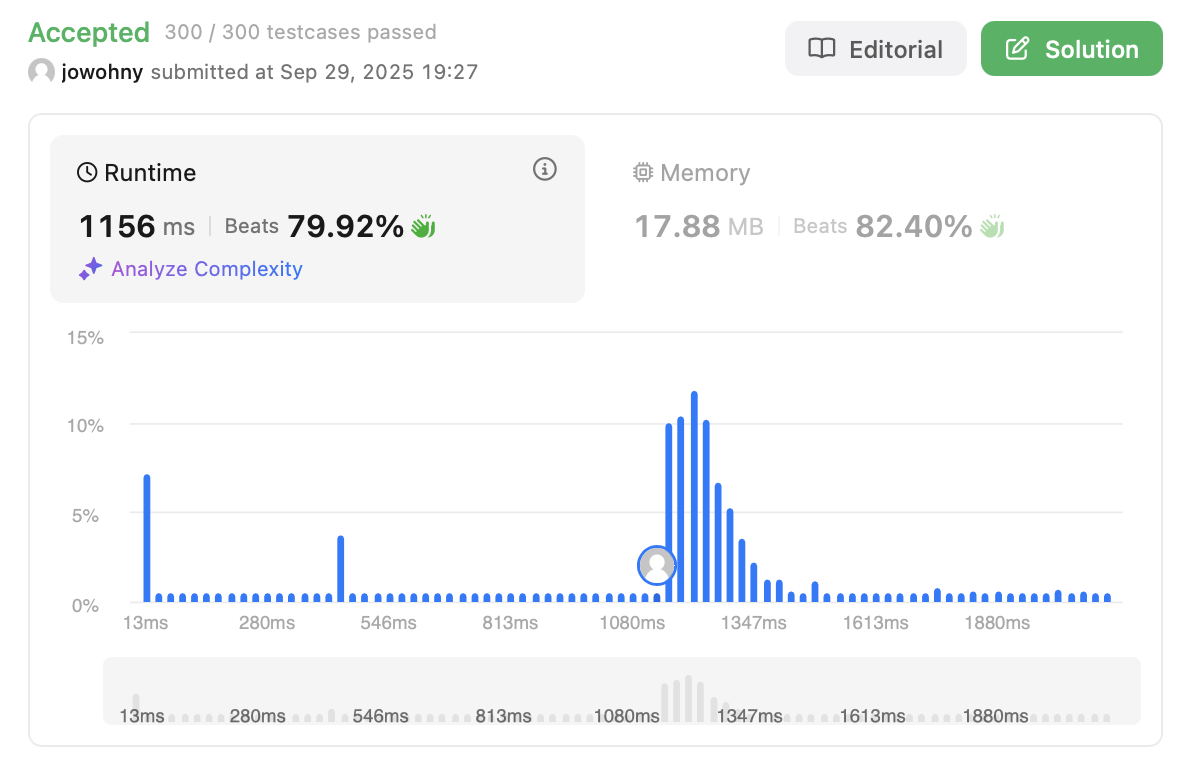 Accepted 300 / 300 testcases passed
Editorial
Solution
jowohny submitted at Sep 29, 2025 19:27
Runtime
1156 ms Beats 79.92%
Analyze Complexity
Memory
17.88 MB Beats 82.40%
15%
10%
5%
0%
13ms 280ms 546ms 813ms 1080ms 1347ms 1613ms 1880ms
13ms 280ms 546ms 813ms 1080ms 1347ms 1613ms 1880ms